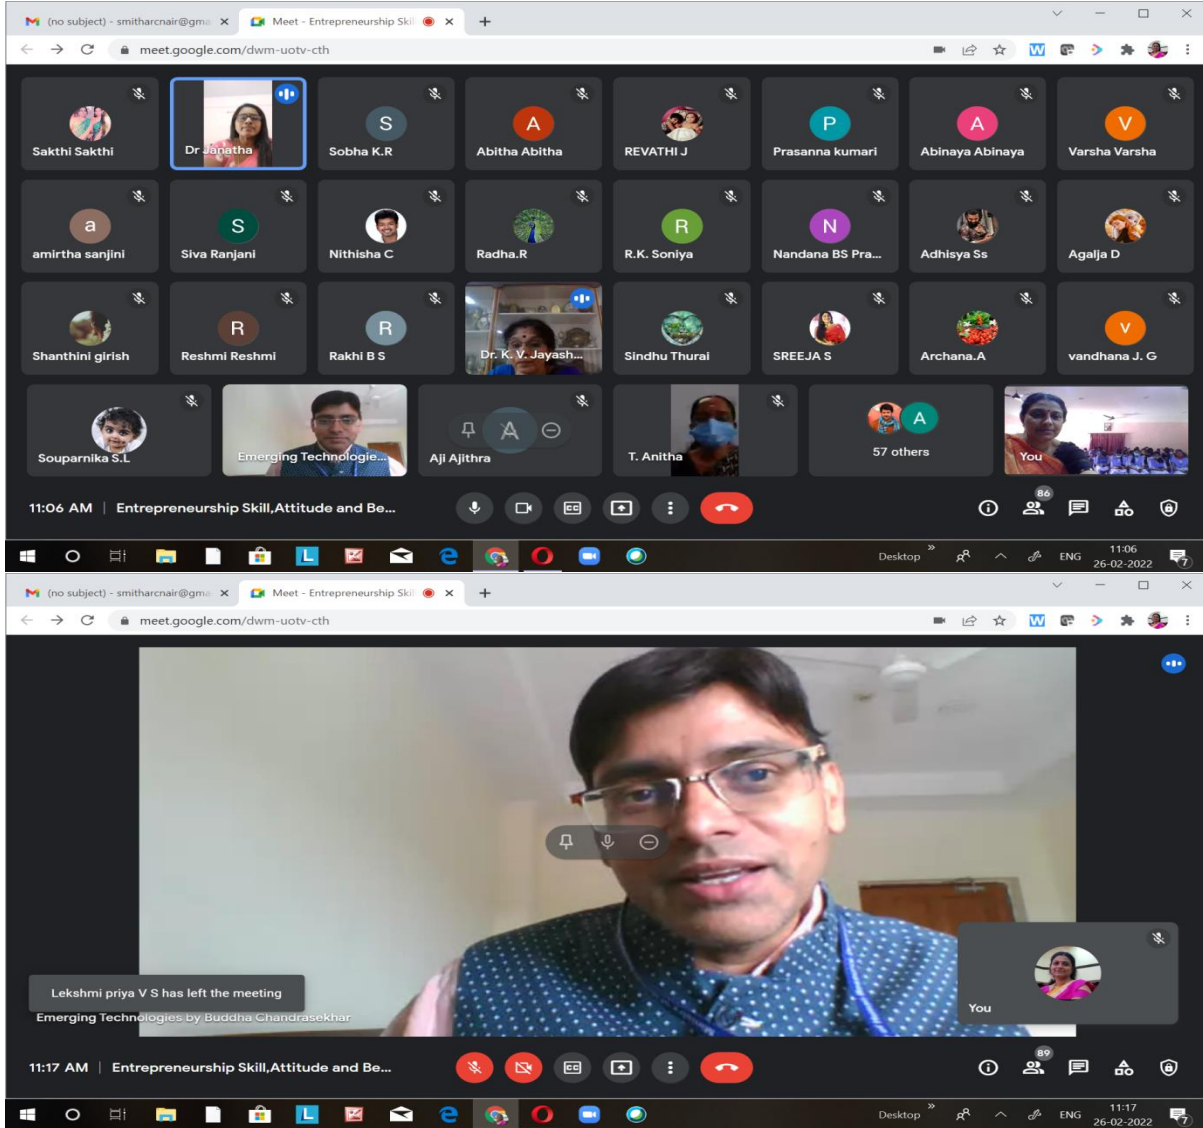 (no subject) - smitharcnair@gma
Meet - Entrepreneurship Skil
meet.google.com/dwm-uotv-cth
W
Sakthi Sakthi
Dr Janatha
S
Sobha K.R
A
Abitha Abitha
REVATHI J
P
Prasanna kumari
A
Abinaya Abinaya
V
Varsha Varsha
a
amirtha sanjini
S
Siva Ranjani
Nithisha C
Radha.R
R
R.K. Soniya
N
Nandana BS Pra...
Adhisya Ss
Agalja D
Shanthini girish
R
Reshmi Reshmi
R
Rakhi B S
Dr. K. V. Jayash...
Sindhu Thurai
SREEJA S
Archana.A
v
vandhana J. G
Souparnika S.L
Emerging Technologie...
A
Aji Ajithra
T. Anitha
A
57 others
You
11:06 AM | Entrepreneurship Skill,Attitude and Be...
CC
86
L
Desktop
ENG
11:06
26-02-2022
7
(no subject) - smitharcnair@gma
Meet - Entrepreneurship Skil
meet.google.com/dwm-uotv-cth
W
Lekshmi priya V S has left the meeting
Emerging Technologies by Buddha Chandrasekhar
You
11:17 AM | Entrepreneurship Skill,Attitude and Be...
CC
89
L
Desktop
ENG
11:17
26-02-2022
7